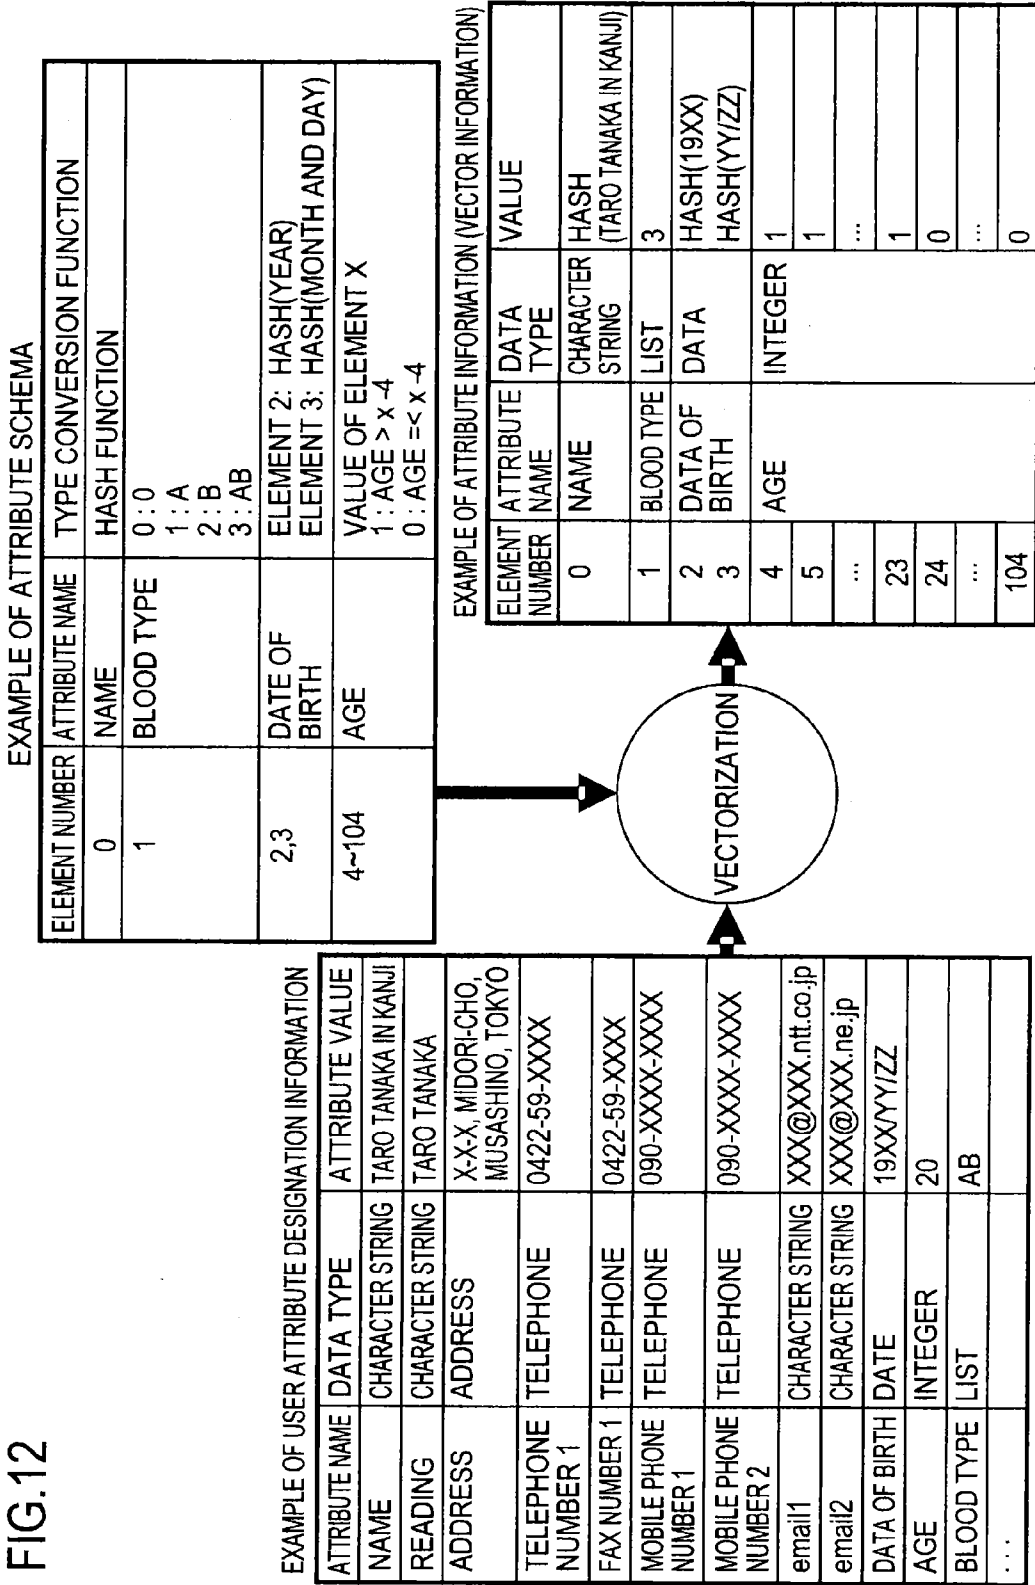 FIG.12
EXAMPLE OF USER ATTRIBUTE DESIGNATION INFORMATION
ATTRIBUTE NAME DATA TYPE ATTRIBUTE VALUE
NAME CHARACTER STRING TARO TANAKA IN KANJI
READING CHARACTER STRING TARO TANAKA
ADDRESS ADDRESS X-X-X, MIDORI-CHO,
MUSASHINO, TOKYO
TELEPHONE TELEPHONE 0422-59-XXXX
NUMBER 1
FAX NUMBER 1 TELEPHONE 0422-59-XXXX
MOBILE PHONE TELEPHONE 090-XXXX-XXXX
NUMBER1
MOBILE PHONE TELEPHONE 090-XXXX-XXXX
NUMBER 2
email1 CHARACTER STRING XXX@XXX.ntt.co.jp
email2 CHARACTER STRING XXX@XXX.ne.jp
DATA OF BIRTH DATE 19XX/YY/ZZ
AGE INTEGER 20
BLOOD TYPE LIST AB
...
EXAMPLE OF ATTRIBUTE SCHEMA
ELEMENT NUMBER ATTRIBUTE NAME TYPE CONVERSION FUNCTION
0 NAME HASH FUNCTION
1 BLOOD TYPE 0 : 0
1 : A
2 : B
3 : AB
2,3 DATE OF ELEMENT 2: HASH(YEAR)
BIRTH ELEMENT 3: HASH(MONTH AND DAY)
4~104 AGE VALUE OF ELEMENT X
1 : AGE > x -4
0 : AGE =< x -4
VECTORIZATION
EXAMPLE OF ATTRIBUTE INFORMATION (VECTOR INFORMATION)
ELEMENT ATTRIBUTE DATA VALUE
NUMBER NAME TYPE
0 NAME CHARACTER HASH
STRING (TARO TANAKA IN KANJI)
1 BLOOD TYPE LIST 3
2 DATA OF DATA HASH(19XX)
3 BIRTH HASH(YY/ZZ)
4 AGE INTEGER 1
5 1
... ...
23 1
24 0
... ...
104 0